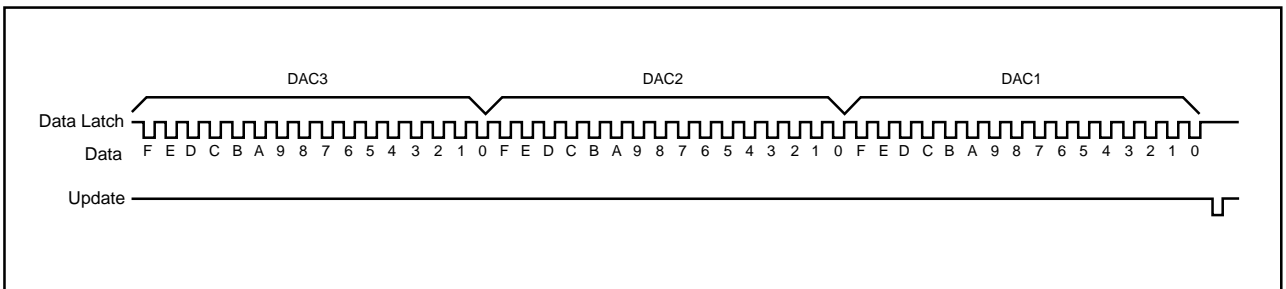 DAC3 DAC2 DAC1
Data Latch
Data F E D C B A 9 8 7 6 5 4 3 2 1 0 F E D C B A 9 8 7 6 5 4 3 2 1 0 F E D C B A 9 8 7 6 5 4 3 2 1 0
Update